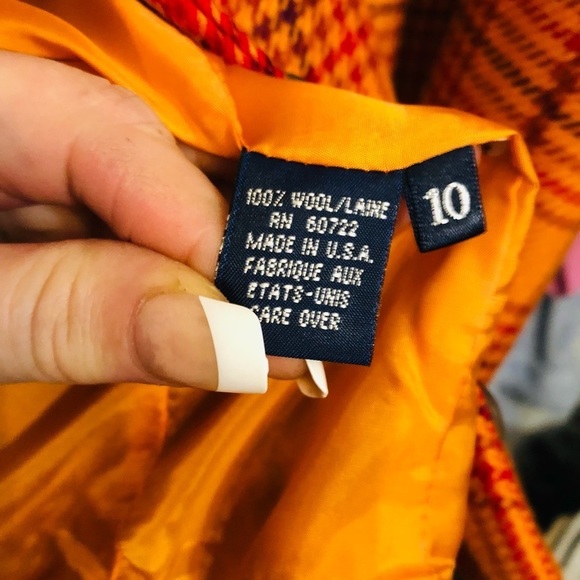 100% WOOL/LAINE
RN 60722
MADE IN U.S.A.
FABRIQUE AUX
ETATS-UNIS
CARE OVER
10